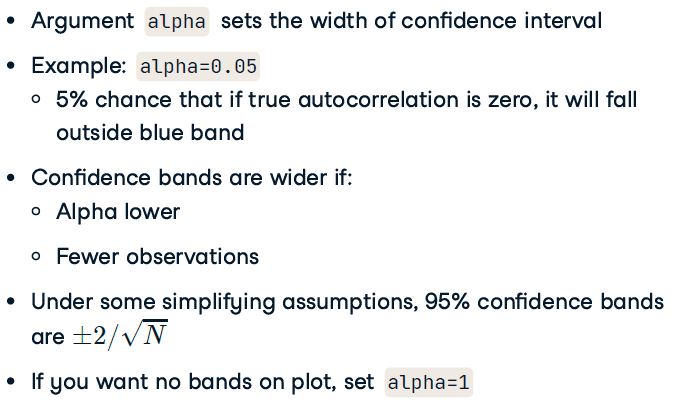 • Argument alpha sets the width of confidence interval
• Example: alpha=0.05
∘ 5% chance that if true autocorrelation is zero, it will fall
outside blue band
• Confidence bands are wider if:
∘ Alpha lower
∘ Fewer observations
• Under some simplifying assumptions, 95% confidence bands
are ±2/√N
• If you want no bands on plot, set alpha=1